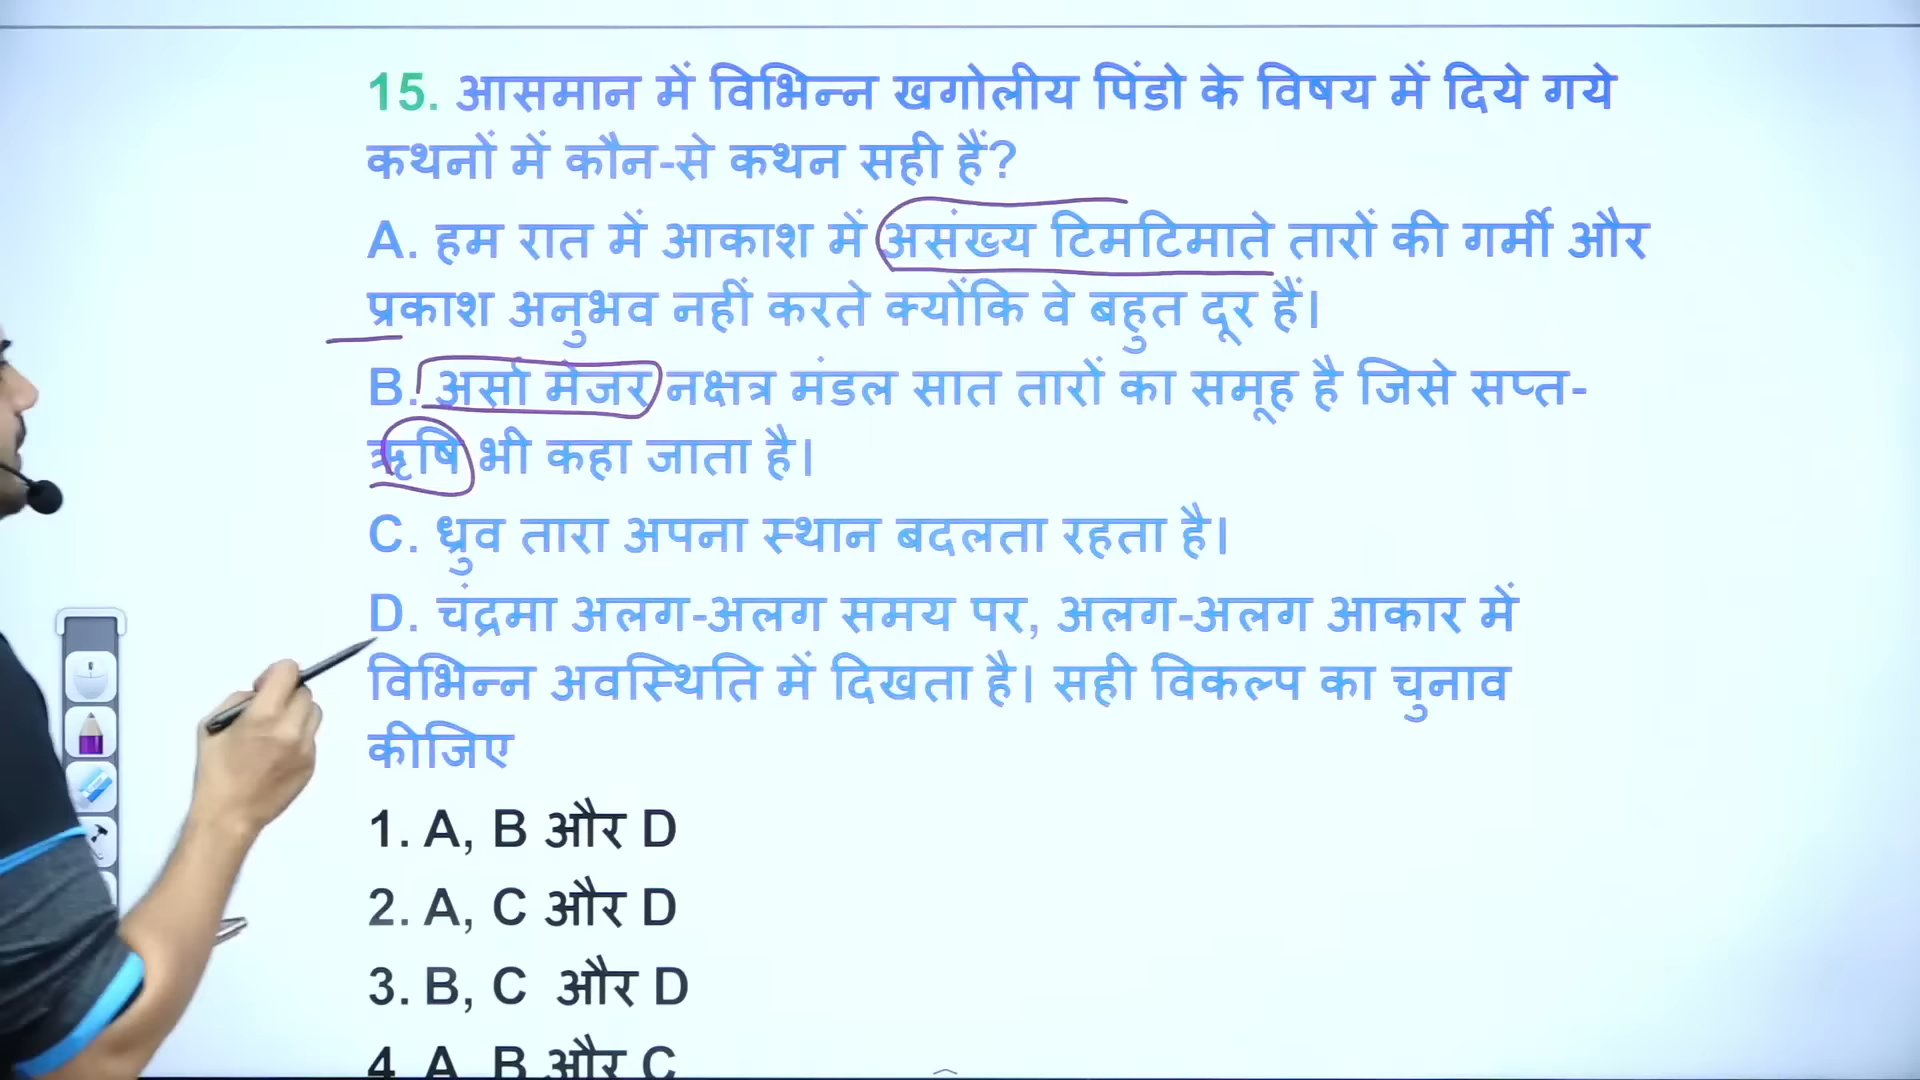 15. आसमान में विभिन्न खगोलीय पिंडो के विषय में दिये गये
कथनों में कौन-से कथन सही हैं?
A. हम रात में आकाश में असंख्य टिमटिमाते तारों की गर्मी और
प्रकाश अनुभव नहीं करते क्योंकि वे बहुत दूर हैं।
B. अर्सा मेजर नक्षत्र मंडल सात तारों का समूह है जिसे सप्त-
ऋषि भी कहा जाता है।
C. ध्रुव तारा अपना स्थान बदलता रहता है।
D. चंद्रमा अलग-अलग समय पर, अलग-अलग आकार में
विभिन्न अवस्थिति में दिखता है। सही विकल्प का चुनाव
कीजिए
1. A, B और D
2. A, C और D
3. B, C और D
4 A B और C